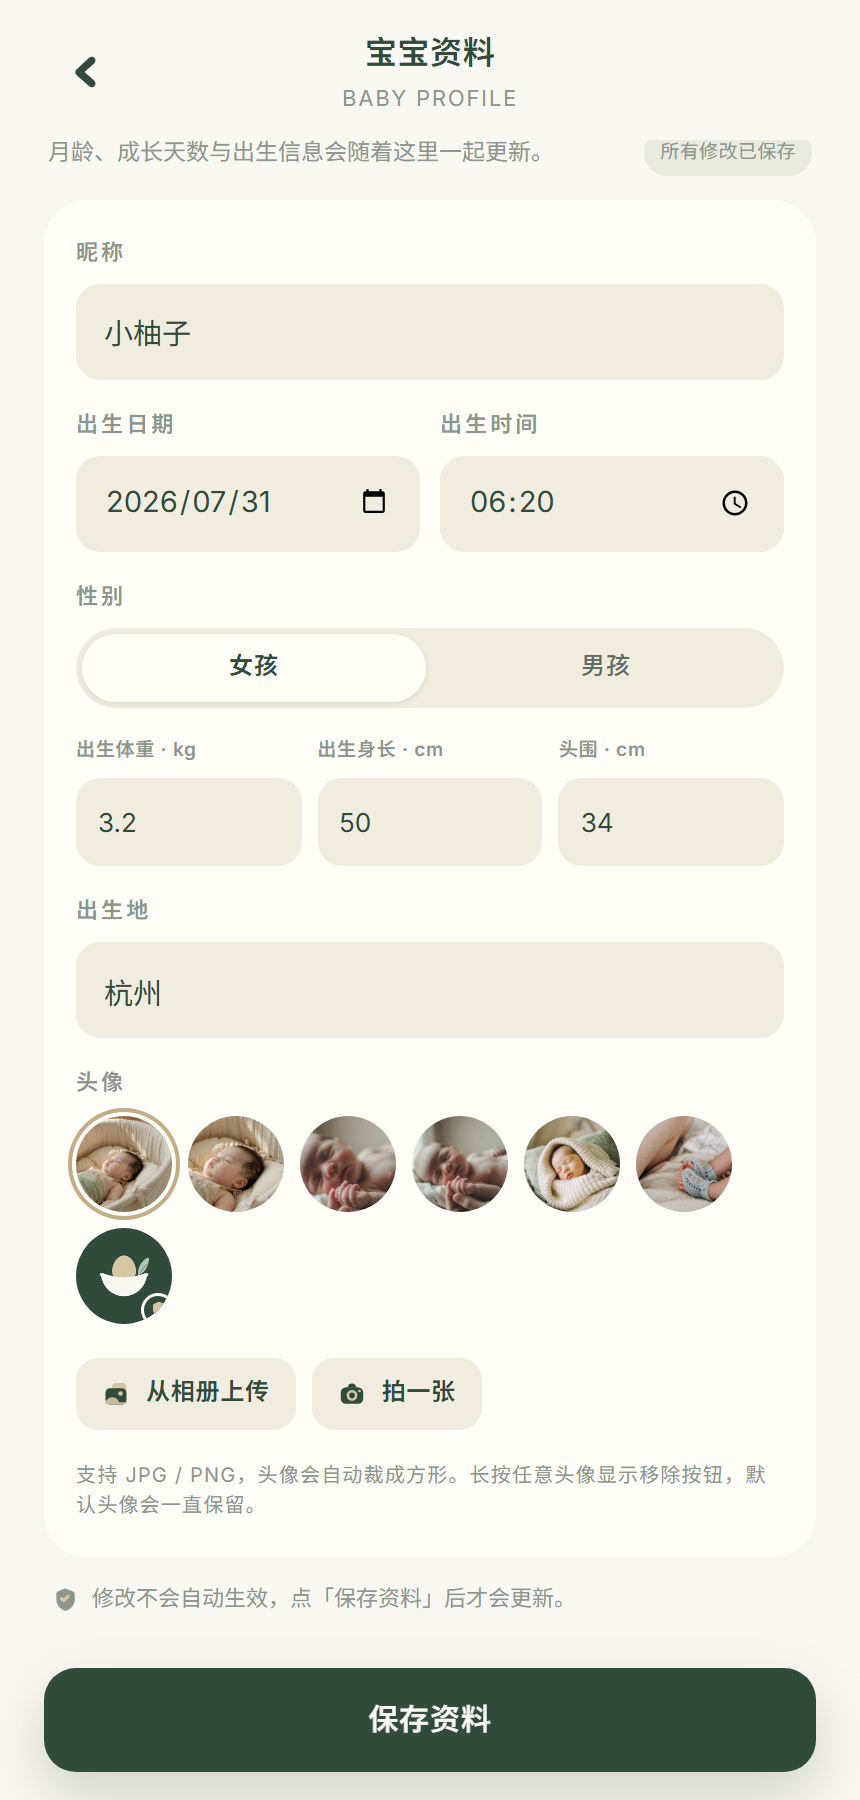 宝宝资料
BABY PROFILE
月龄、成长天数与出生信息会随着这里一起更新。
所有修改已保存
昵称
小柚子
出生日期
出生时间
2026/07/31
06:20
性别
女孩
男孩
出生体重 · kg
出生身长 · cm
头围 · cm
3.2
50
34
出生地
杭州
头像
从相册上传
拍一张
支持 JPG / PNG，头像会自动裁成方形。长按任意头像显示移除按钮，默
认头像会一直保留。
修改不会自动生效，点「保存资料」后才会更新。
保存资料